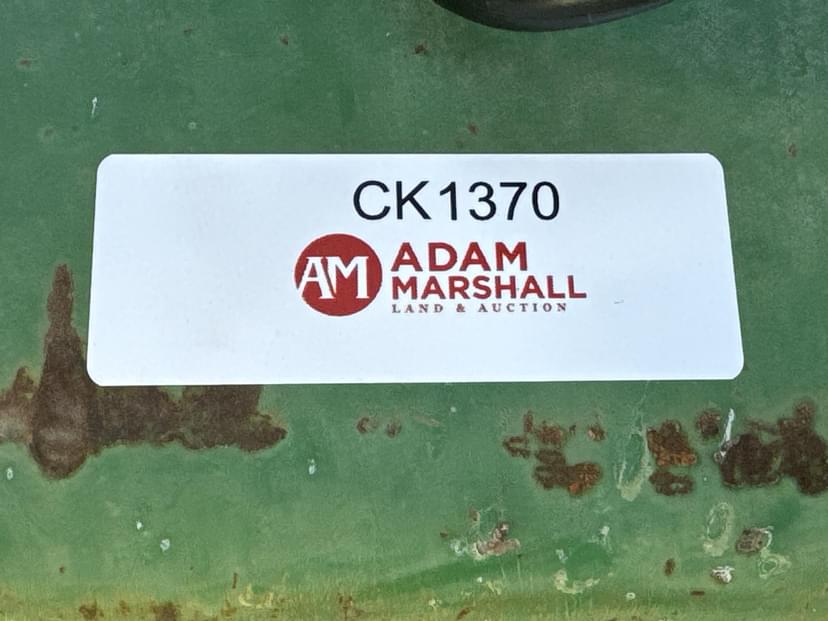 CK1370
AM
ADAM
MARSHALL
LAND & AUCTION